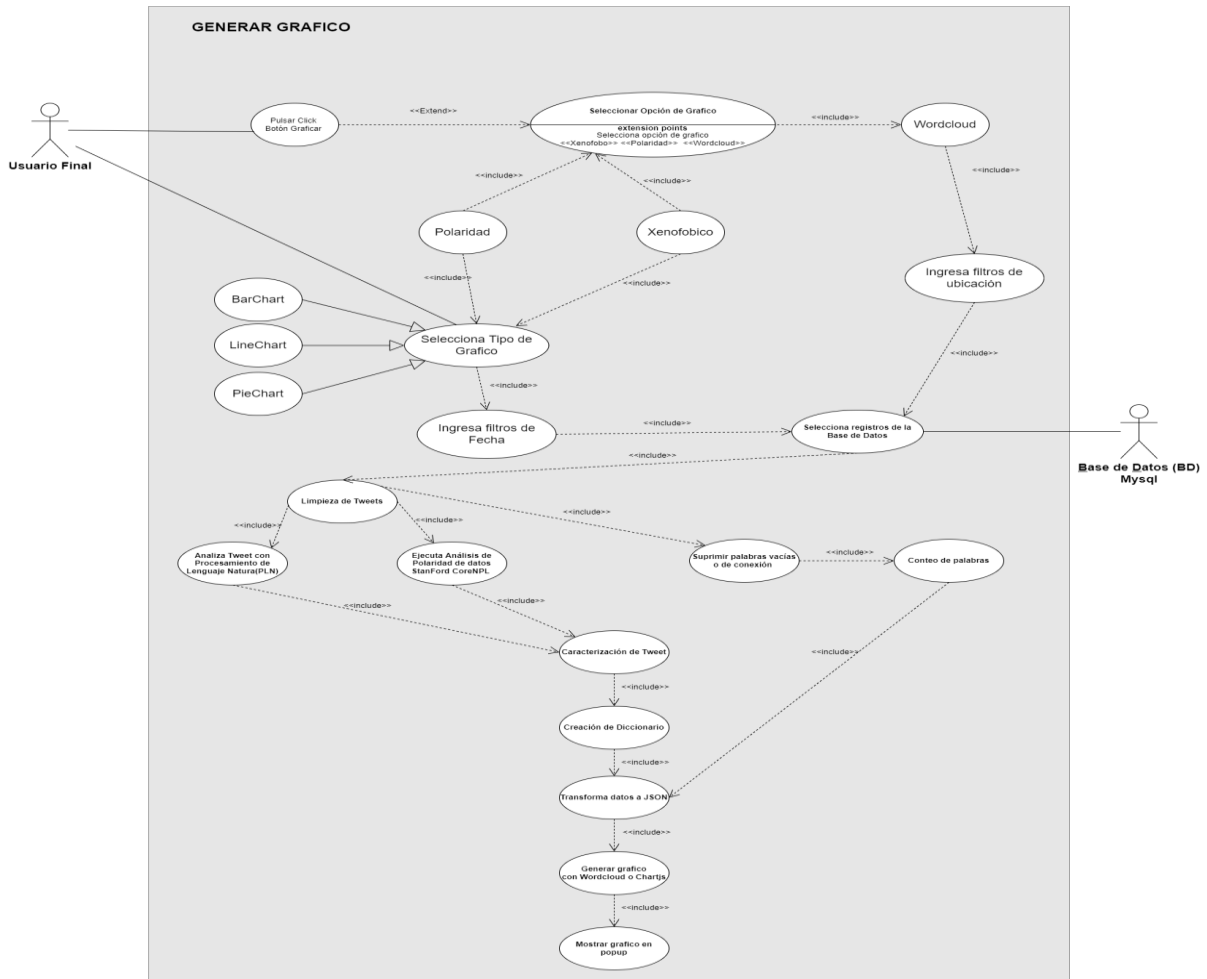 GENERAR GRAFICO
Usuario Final
Pulsar Click
Botón Graficar
<<Extend>>
Seleccionar Opción de Grafico
extension points
Selecciona opción de grafico
<<Xenofobo>> <<Polaridad>> <<Wordcloud>>
<<include>>
Wordcloud
<<include>>
<<include>>
<<include>>
Polaridad
Xenofobico
<<include>>
<<include>>
Ingresa filtros de
ubicación
BarChart
LineChart
PieChart
Selecciona Tipo de
Grafico
<<include>>
<<include>>
Ingresa filtros de
Fecha
<<include>>
Selecciona registros de la
Base de Datos
Base de Datos (BD)
Mysql
<<include>>
Limpieza de Tweets
<<include>>
<<include>>
<<include>>
Analiza Tweet con
Procesamiento de
Lenguaje Natura(PLN)
Ejecuta Análisis de
Polaridad de datos
StanFord CoreNPL
Suprimir palabras vacías
o de conexión
<<include>>
Conteo de palabras
<<include>>
<<include>>
Caracterización de Tweet
<<include>>
<<include>>
Creación de Diccionario
<<include>>
Transforma datos a JSON
<<include>>
Generar grafico
con Wordcloud o Chartjs
<<include>>
Mostrar grafico en
popup